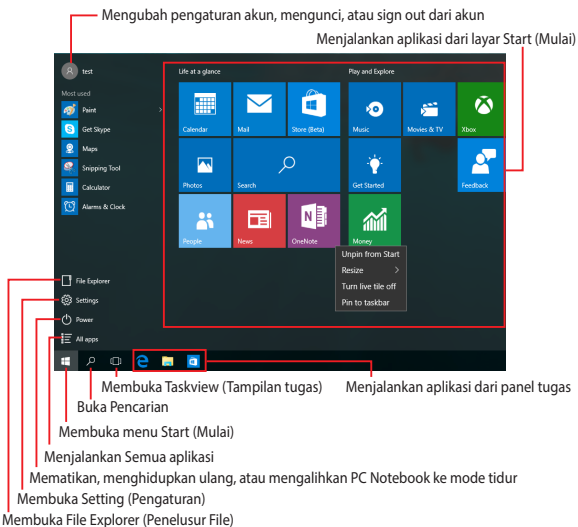 Mengubah pengaturan akun, mengunci, atau sign out dari akun
Menjalankan aplikasi dari layar Start (Mulai)
test
Life at a glance
Play and Explore
Most used
Paint
Get Skype
Maps
Snipping Tool
Calculator
Alarms & Clock
Calendar
Mail
Store (Beta)
Music
Movies & TV
Xbox
Photos
Search
Get Started
Feedback
People
News
OneNote
Money
Unpin from Start
Resize
Turn live tile off
Pin to taskbar
File Explorer
Settings
Power
All apps
Membuka Taskview (Tampilan tugas)
Menjalankan aplikasi dari panel tugas
Buka Pencarian
Membuka menu Start (Mulai)
Menjalankan Semua aplikasi
Mematikan, menghidupkan ulang, atau mengalihkan PC Notebook ke mode tidur
Membuka Setting (Pengaturan)
Membuka File Explorer (Penelusur File)